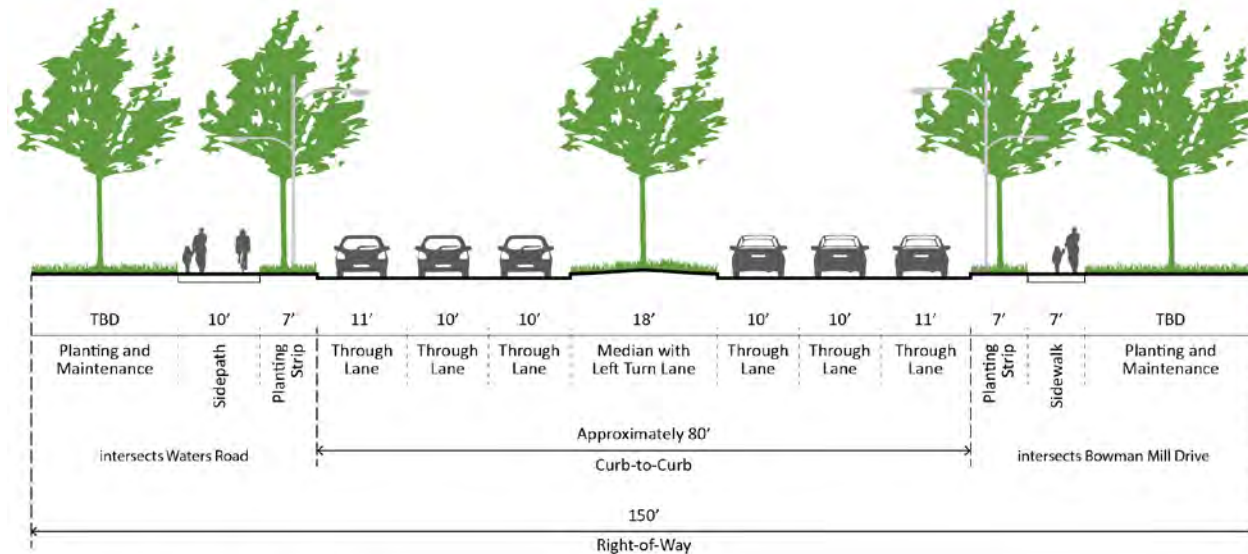 TBD 10' 7' 11' 10' 10' 18' 10' 10' 11' 7' 7' TBD
Planting and
Maintenance
Sidepath
Planting
Strip
Through
Lane
Through
Lane
Through
Lane
Median with
Left Turn Lane
Through
Lane
Through
Lane
Through
Lane
Planting
Strip
Sidewalk
Planting and
Maintenance
Approximately 80'
Curb-to-Curb
intersects Waters Road
intersects Bowman Mill Drive
150'
Right-of-Way